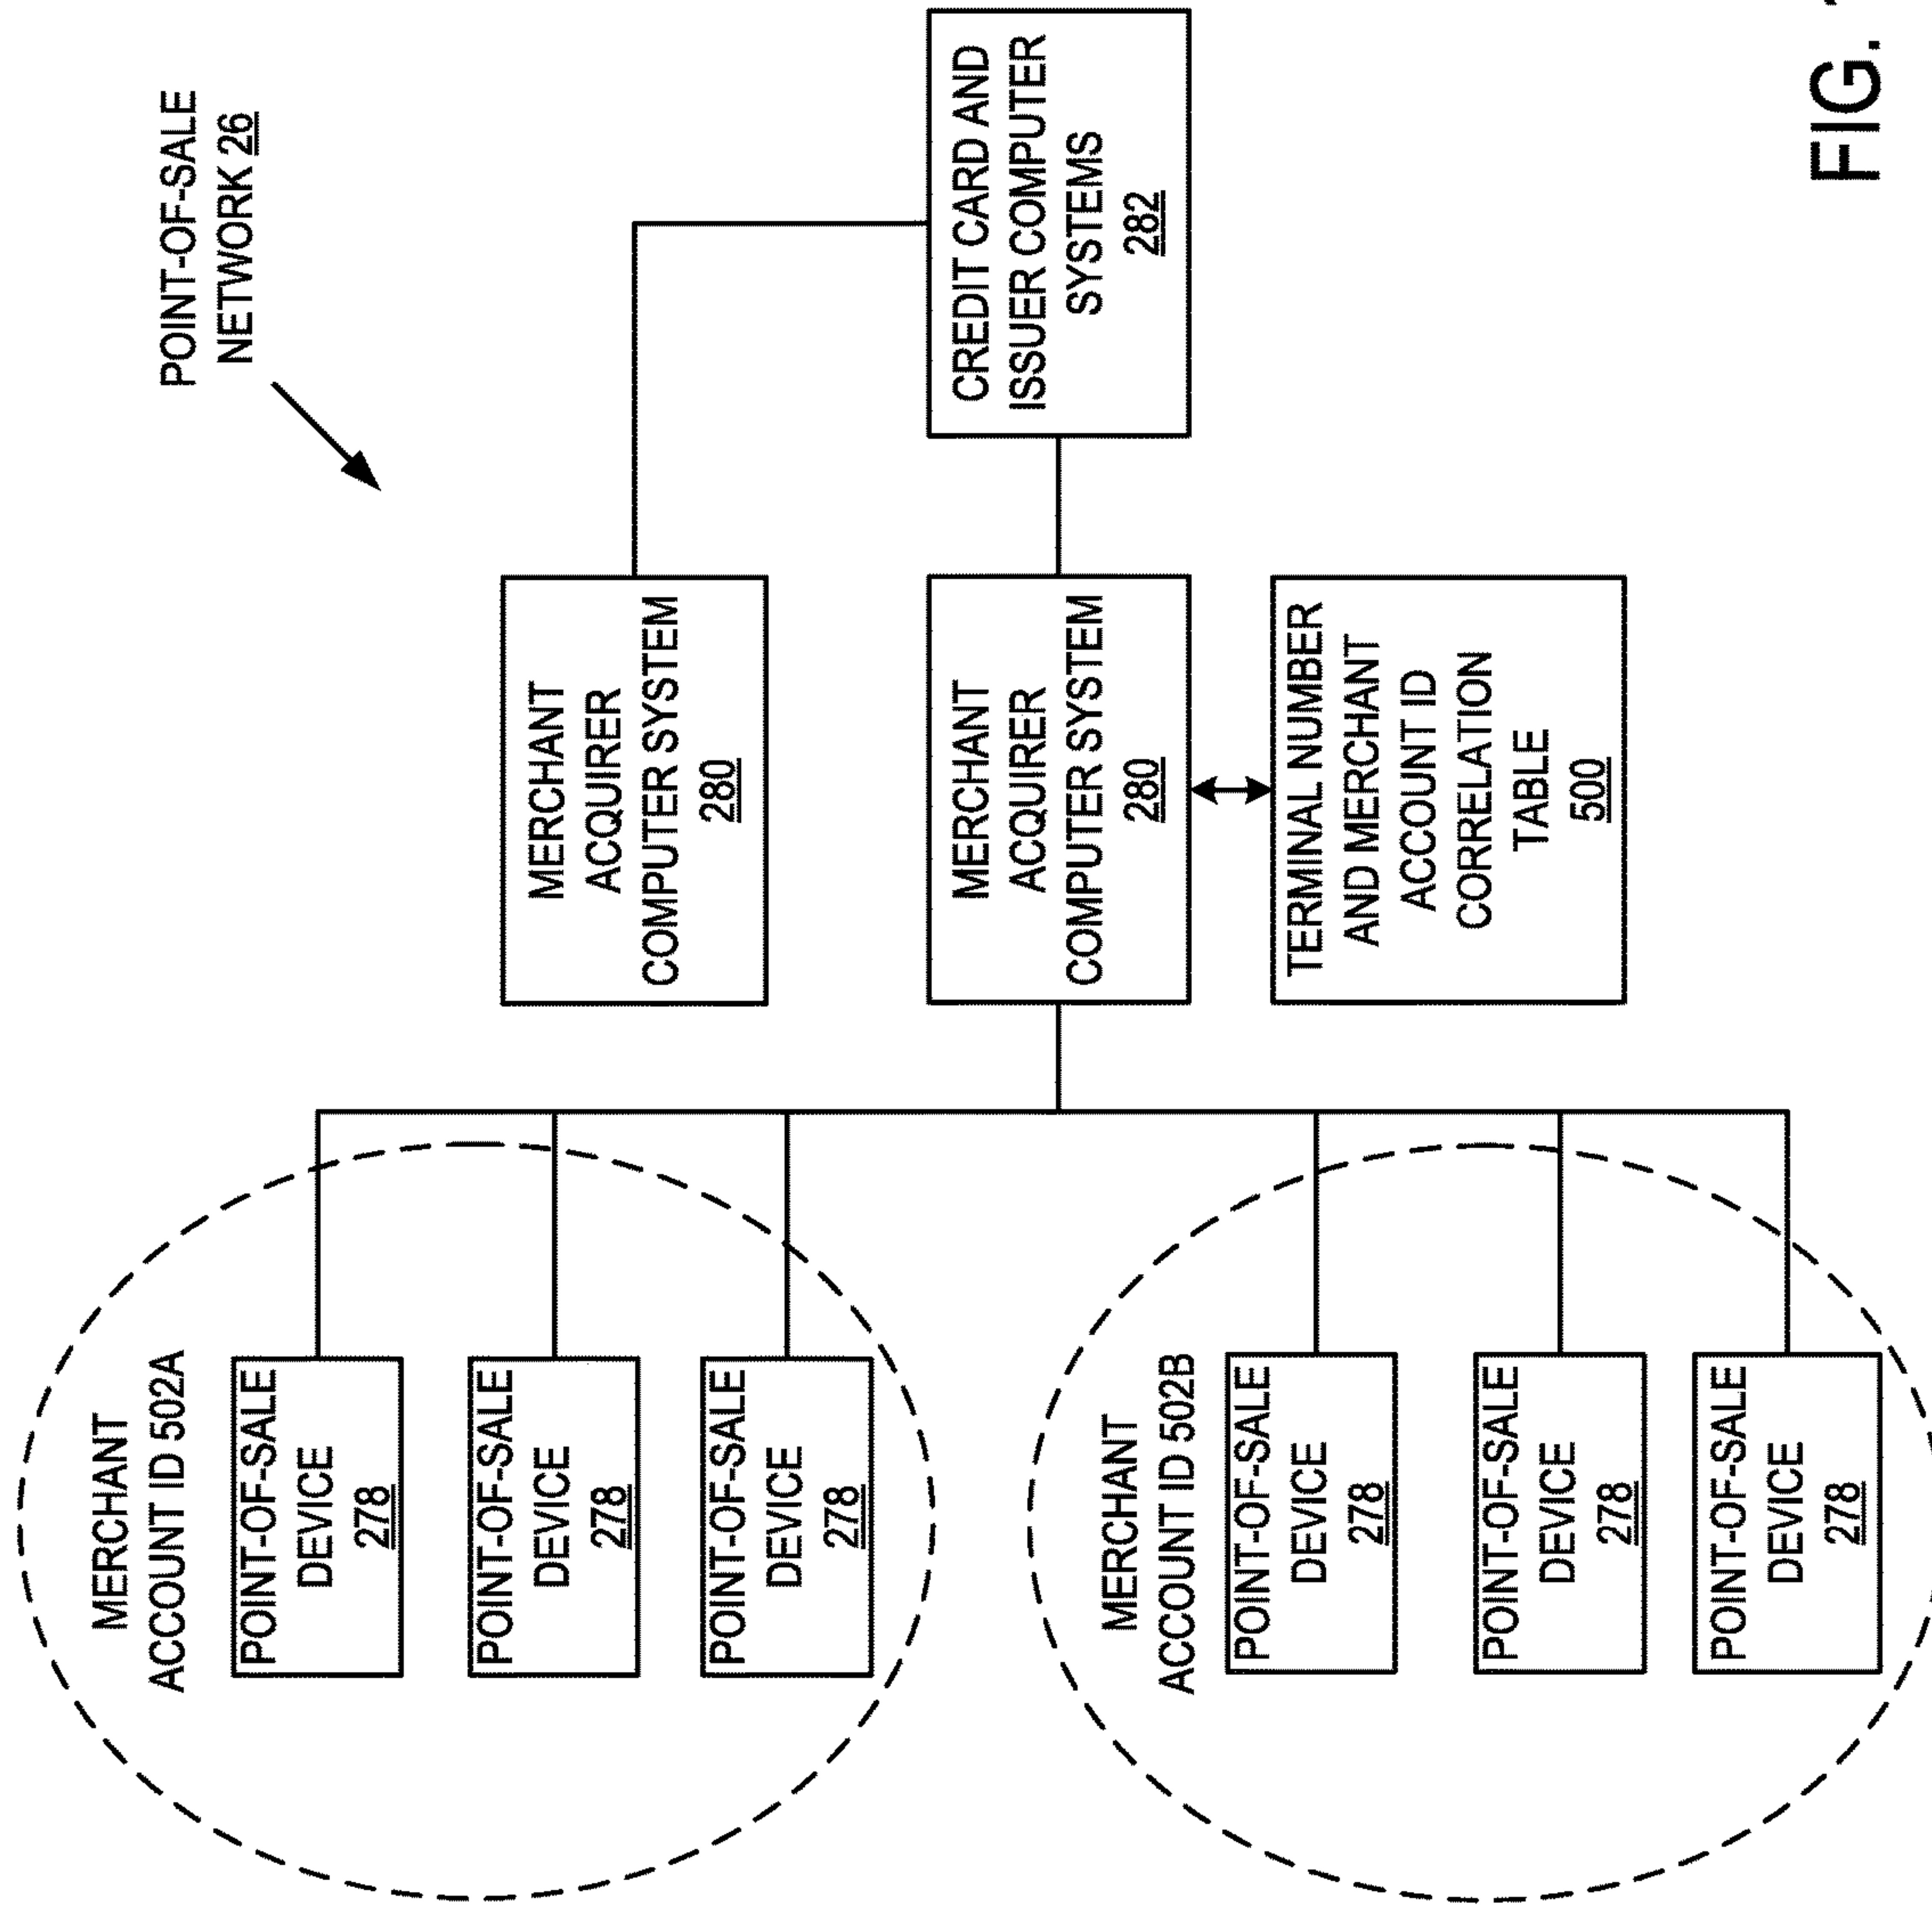 POINT-OF-SALE
NETWORK 26
MERCHANT
ACCOUNT ID 502A
POINT-OF-SALE
DEVICE
278
POINT-OF-SALE
DEVICE
278
POINT-OF-SALE
DEVICE
278
MERCHANT
ACCOUNT ID 502B
POINT-OF-SALE
DEVICE
278
POINT-OF-SALE
DEVICE
278
POINT-OF-SALE
DEVICE
278
MERCHANT
ACQUIRER
COMPUTER SYSTEM
280
MERCHANT
ACQUIRER
COMPUTER SYSTEM
280
TERMINAL NUMBER
AND MERCHANT
ACCOUNT ID
CORRELATION
TABLE
500
CREDIT CARD AND
ISSUER COMPUTER
SYSTEMS
282
FIG.